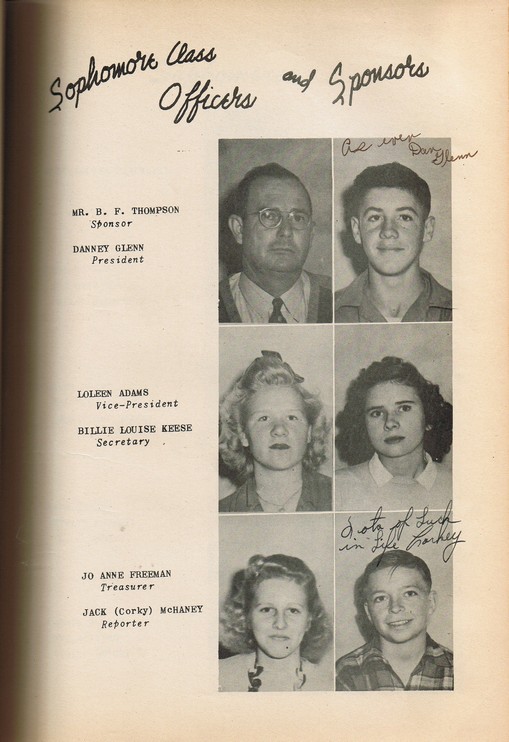 Sophomore Class
Officers and Sponsors
As ever
Dan
Glenn
MR. B. F. THOMPSON
Sponsor
DANNEY GLENN
President
LOLEEN ADAMS
Vice-President
BILLIE LOUISE KEESE
Secretary
Lots of Luck
in Life Corkey
JO ANNE FREEMAN
Treasurer
JACK (Corky) McHANEY
Reporter